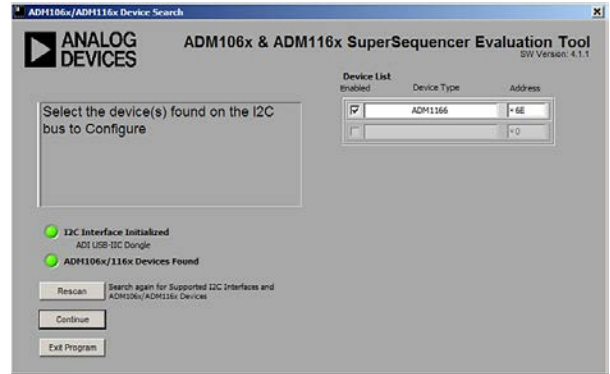 ADM106x/ADM116x Device Search
ANALOG
DEVICES
ADM106x & ADM116x SuperSequencer Evaluation Tool
SW Version: 4.1.1
Device List
Enabled Device Type Address
ADM1166 × 6E
× 0
Select the device(s) found on the I2C
bus to Configure
I2C Interface Initialized
ADI USB-IIC Dongle
ADM106x/116x Devices Found
Rescan
Search again for Supported I2C Interfaces and
ADM106x/ADM116x Devices
Continue
Exit Program